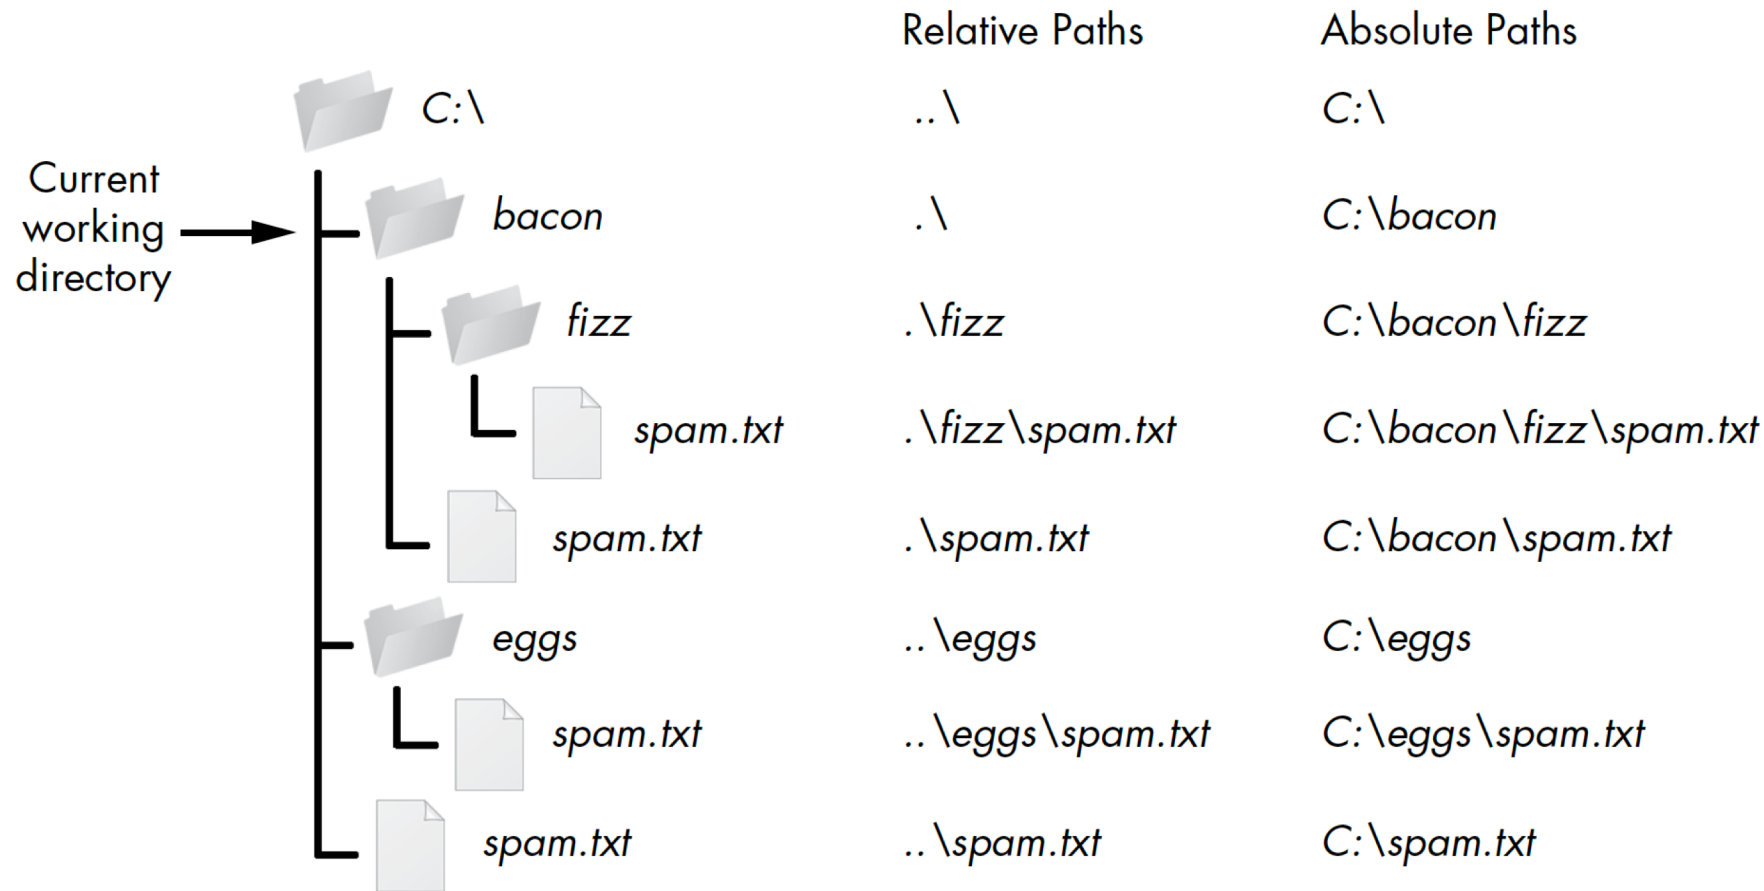 Relative Paths Absolute Paths
C:\ ..\ C:\
Current
working
directory
bacon .\ C:\bacon
fizz .\fizz C:\bacon\fizz
spam.txt .\fizz\spam.txt C:\bacon\fizz\spam.txt
spam.txt .\spam.txt C:\bacon\spam.txt
eggs ..\eggs C:\eggs
spam.txt ..\eggs\spam.txt C:\eggs\spam.txt
spam.txt ..\spam.txt C:\spam.txt